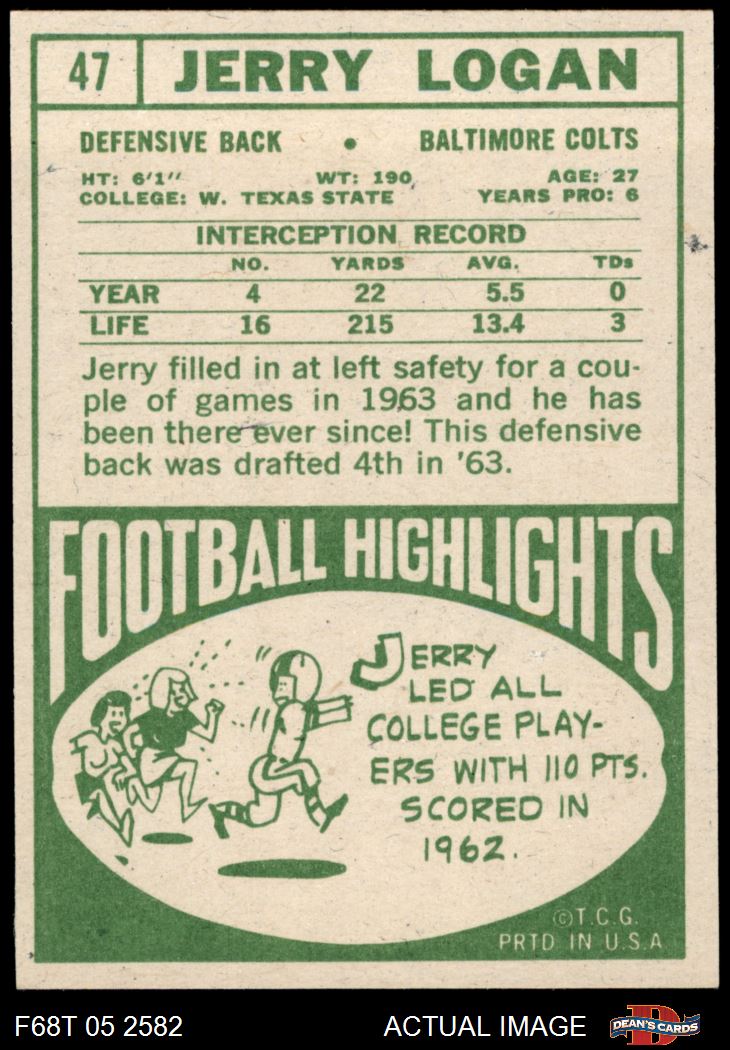 47 JERRY LOGAN
DEFENSIVE BACK • BALTIMORE COLTS
HT: 6'1" WT: 190 AGE: 27
COLLEGE: W. TEXAS STATE YEARS PRO: 6
INTERCEPTION RECORD
NO. YARDS AVG. TDs
YEAR 4 22 5.5 0
LIFE 16 215 13.4 3
Jerry filled in at left safety for a cou-
ple of games in 1963 and he has
been there ever since! This defensive
back was drafted 4th in '63.
FOOTBALL HIGHLIGHTS
JERRY
LED ALL
COLLEGE PLAY-
ERS WITH 110 PTS.
SCORED IN
1962.
©T.C.G.
PRTD IN U.S.A
F68T 05 2582 ACTUAL IMAGE D DEAN'S CARDS